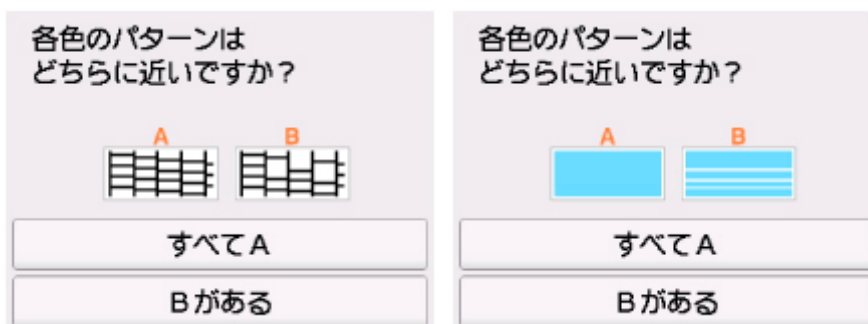 各色のパターンは
どちらに近いですか？
A B
すべてA
Bがある
各色のパターンは
どちらに近いですか？
A B
すべてA
Bがある